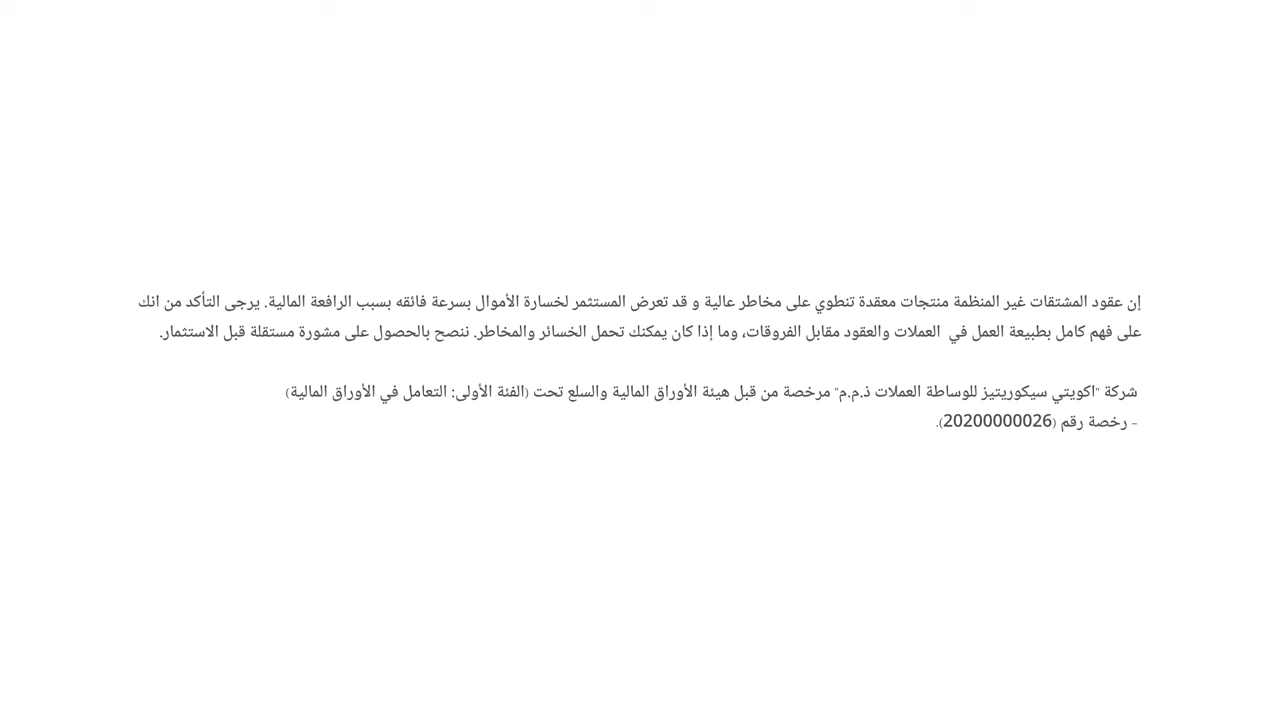 إن عقود المشتقات غير المنظمة منتجات معقدة تنطوي على مخاطر عالية و قد تعرض المستثمر لخسارة الأموال بسرعة فائقه بسبب الرافعة المالية. يرجى التأكد من انك
على فهم كامل بطبيعة العمل في  العملات والعقود مقابل الفروقات، وما إذا كان يمكنك تحمل الخسائر والمخاطر. ننصح بالحصول على مشورة مستقلة قبل الاستثمار.
شركة "اكويتي سيكوريتيز للوساطة العملات ذ.م.م" مرخصة من قبل هيئة الأوراق المالية والسلع تحت (الفئة الأولى: التعامل في الأوراق المالية)
– رخصة رقم (20200000026).